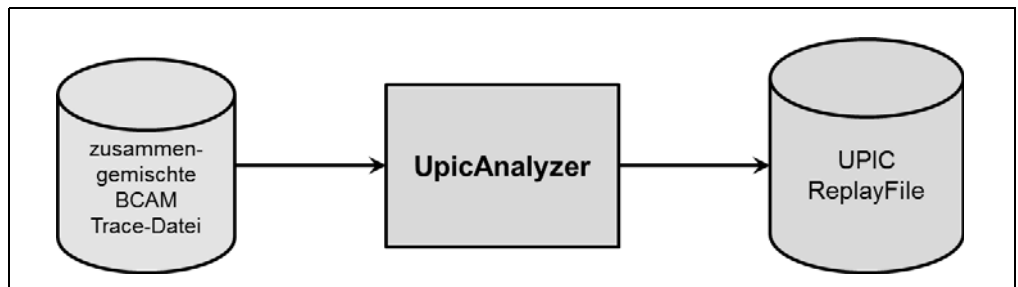 zusammen-
gemischte
BCAM
Trace-Datei
UpicAnalyzer
UPIC
ReplayFile